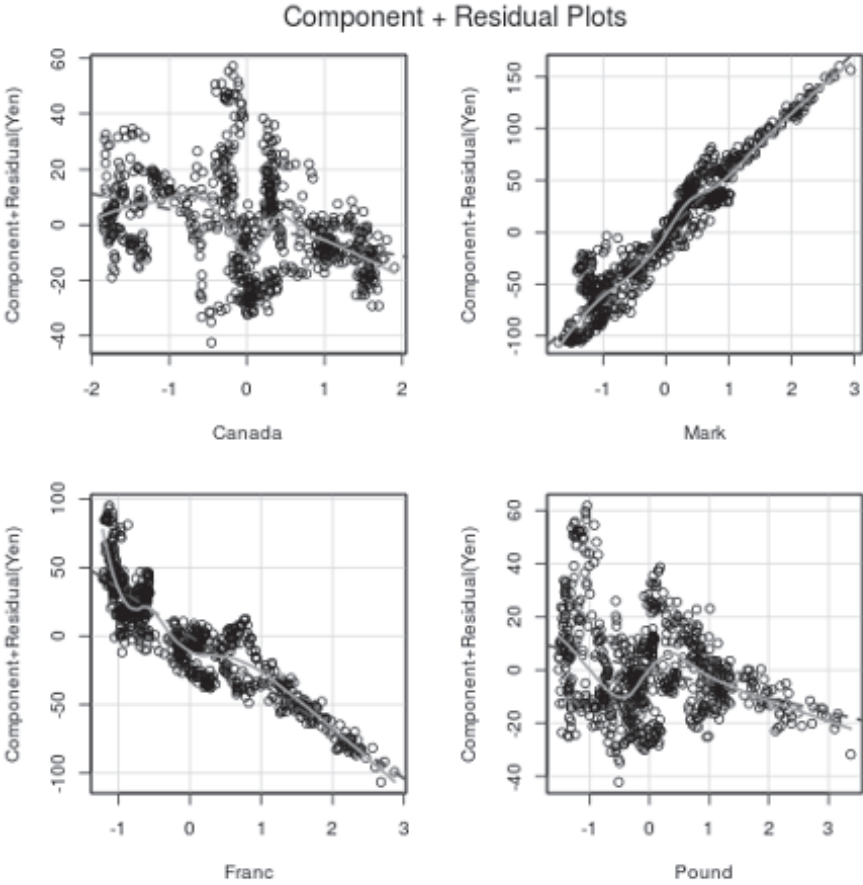 Component + Residual Plots
Component+Residual(Yen)
60
40
20
0
-20
-40
-2 -1 0 1 2
Canada
Component+Residual(Yen)
150
100
50
0
-50
-100
-1 0 1 2 3
Mark
Component+Residual(Yen)
100
50
0
-50
-100
-1 0 1 2 3
Franc
Component+Residual(Yen)
60
40
20
0
-20
-40
-1 0 1 2 3
Pound